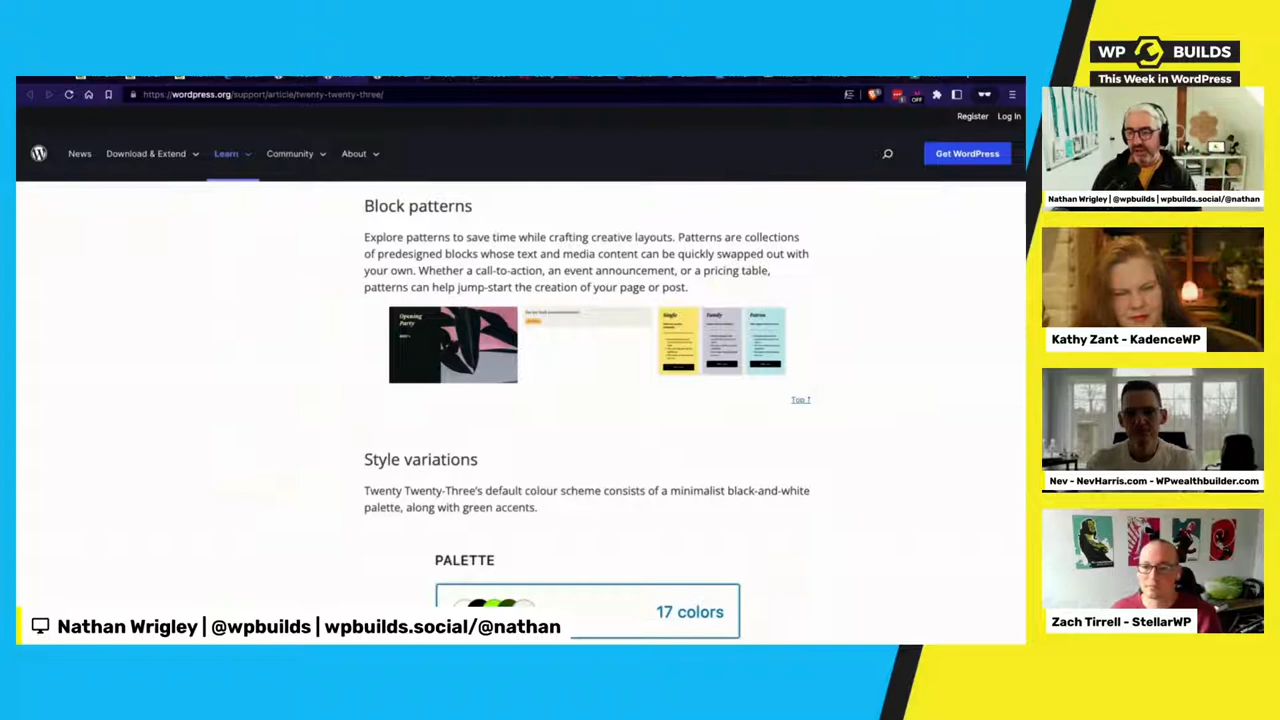 WP BUILDS
This Week in WordPress
https://wordpress.org/support/article/twenty-twenty-three/
OFF
Register Log In
News Download & Extend Learn Community About Get WordPress
Block patterns
Explore patterns to save time while crafting creative layouts. Patterns are collections
of predesigned blocks whose text and media content can be quickly swapped out with
your own. Whether a call-to-action, an event announcement, or a pricing table,
patterns can help jump-start the creation of your page or post.
Opening
Party
Single Family Patron
Top ↑
Style variations
Twenty Twenty-Three's default colour scheme consists of a minimalist black-and-white
palette, along with green accents.
PALETTE
17 colors
Nathan Wrigley | @wpbuilds | wpbuilds.social/@nathan
Nathan Wrigley | @wpbuilds | wpbuilds.social/@nathan
Kathy Zant - KadenceWP
Nev - NevHarris.com - WPwealthbuilder.com
Zach Tirrell - StellarWP